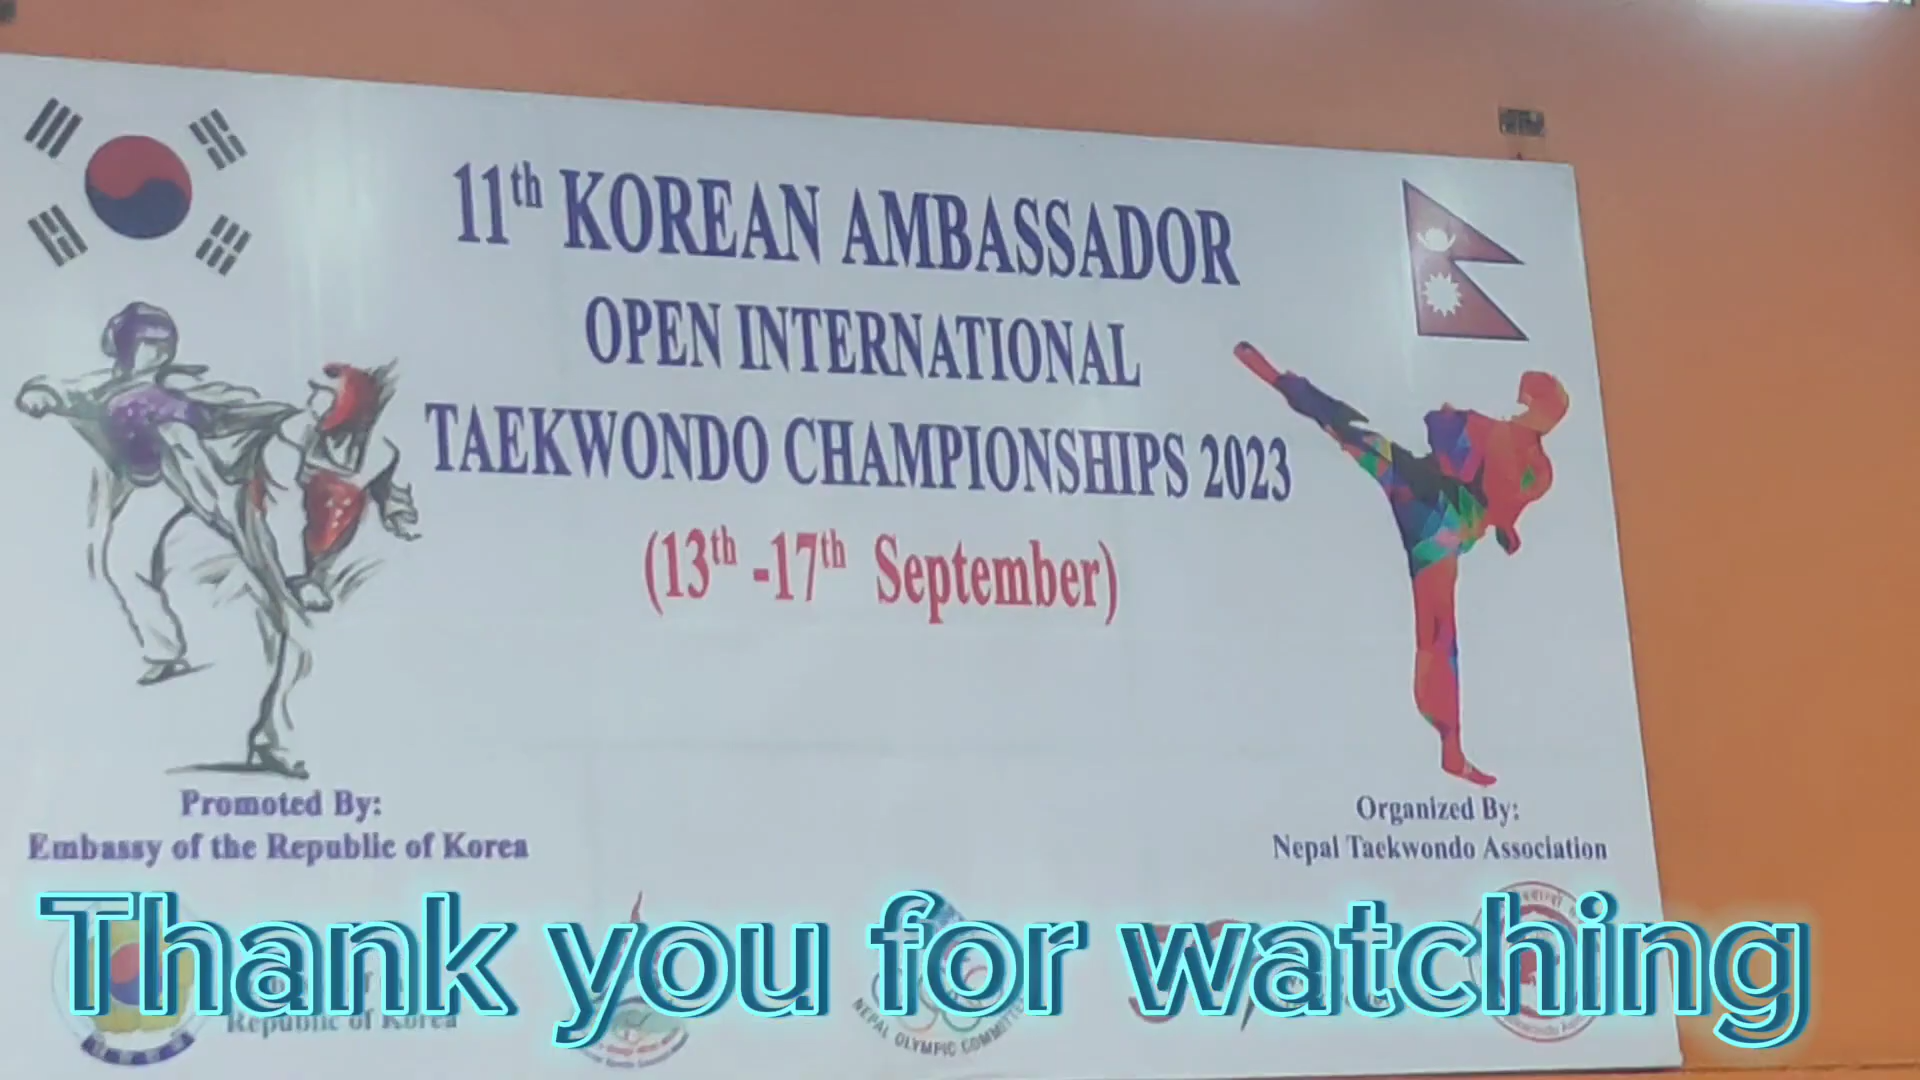 11th KOREAN AMBASSADOR
OPEN INTERNATIONAL
TAEKWONDO CHAMPIONSHIPS 2023
(13th -17th September)
Promoted By:
Embassy of the Republic of Korea
Organized By:
Nepal Taekwondo Association
Thank you for watching
Republic of Korea
NEPAL OLYMPIC COMMITTEE